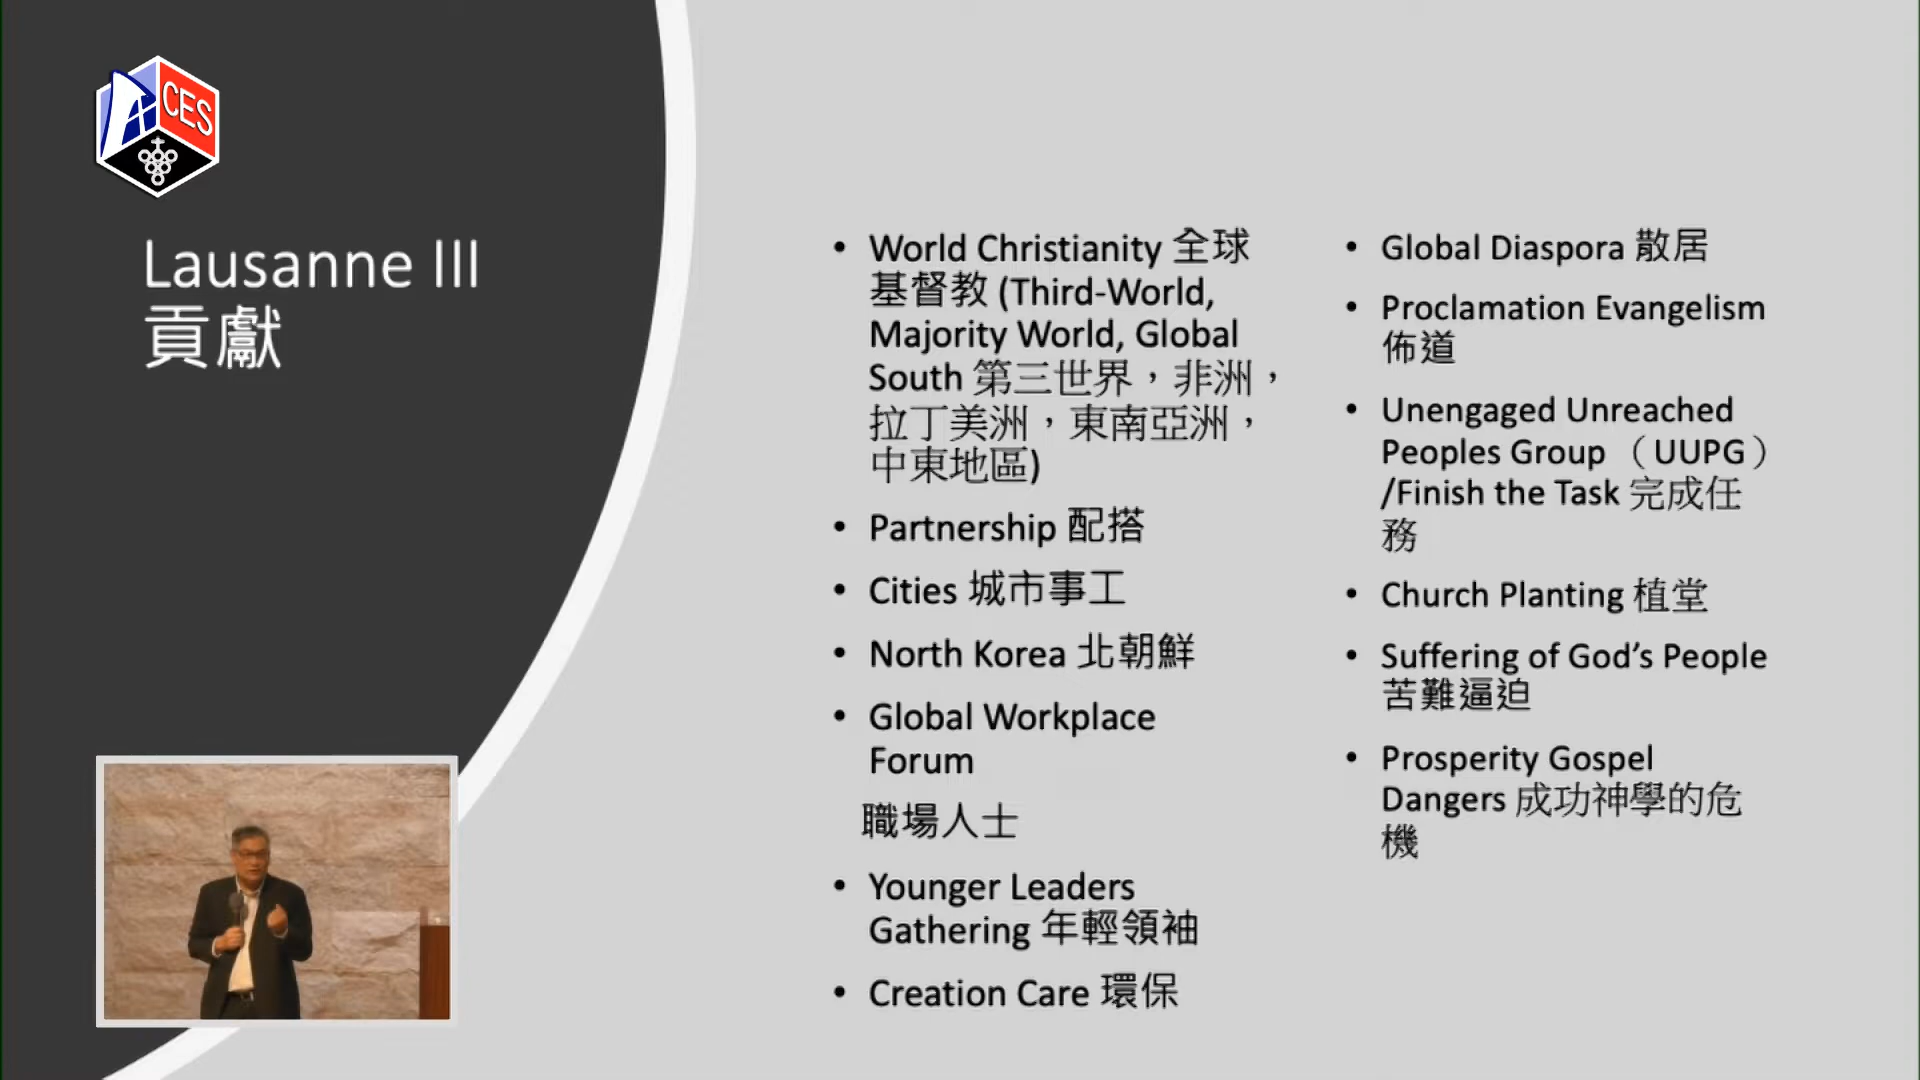 CES
Lausanne III
貢獻
• World Christianity 全球
基督教 (Third-World,
Majority World, Global
South 第三世界，非洲，
拉丁美洲，東南亞洲，
中東地區)
• Partnership 配搭
• Cities 城市事工
• North Korea 北朝鮮
• Global Workplace
Forum
職場人士
• Younger Leaders
Gathering 年輕領袖
• Creation Care 環保
• Global Diaspora 散居
• Proclamation Evangelism
佈道
• Unengaged Unreached
Peoples Group （UUPG）
/Finish the Task 完成任
務
• Church Planting 植堂
• Suffering of God’s People
苦難逼迫
• Prosperity Gospel
Dangers 成功神學的危
機